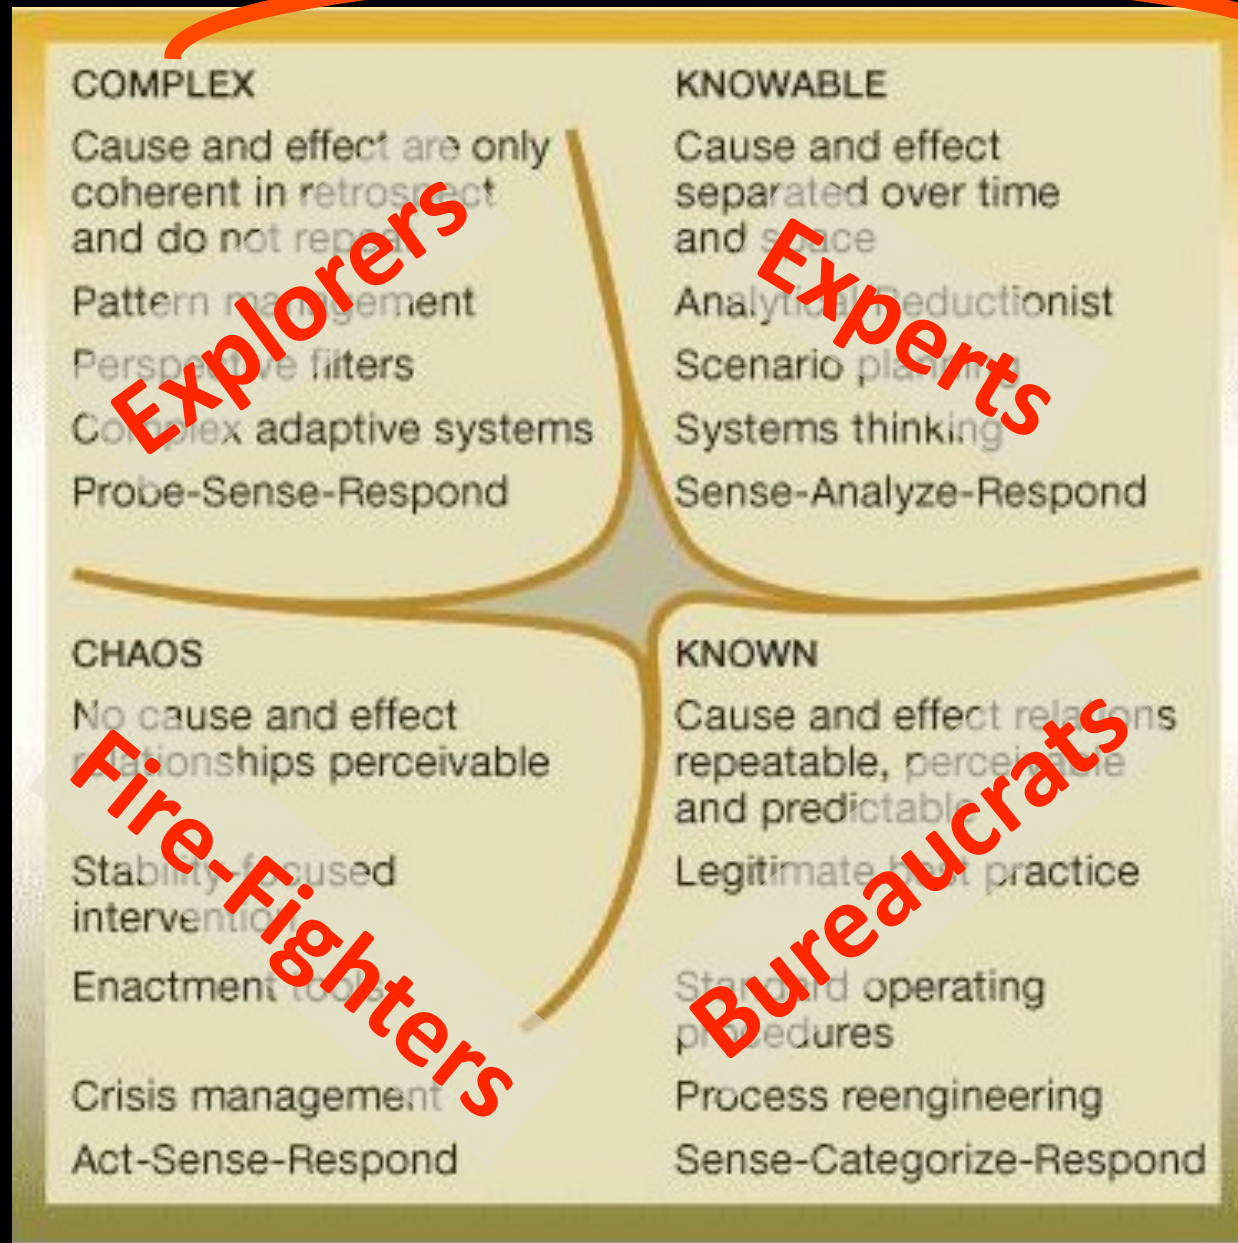 COMPLEX
Cause and effect are only
coherent in retrospect
and do not repeat
Pattern management
Perspective filters
Complex adaptive systems
Probe-Sense-Respond
Explorers
KNOWABLE
Cause and effect
separated over time
and space
Analytical/Reductionist
Scenario planning
Systems thinking
Sense-Analyze-Respond
Experts
CHAOS
No cause and effect
relationships perceivable
Stability-focused
intervention
Enactment tools
Crisis management
Act-Sense-Respond
Fire-Fighters
KNOWN
Cause and effect relations
repeatable, perceivable
and predictable
Legitimate best practice
Standard operating
procedures
Process reengineering
Sense-Categorize-Respond
Bureaucrats